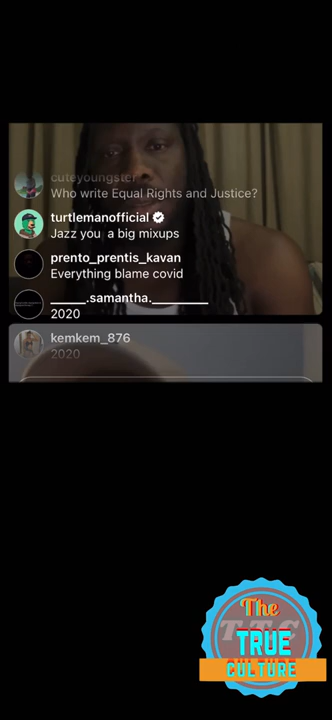 cuteyoungster
Who write Equal Rights and Justice?
turtlemanofficial
Jazz you a big mixups
prento_prentis_kavan
Everything blame covid
______.samantha._________
2020
kemkem_876
2020
The
T.T.C
TRUE
CULTURE